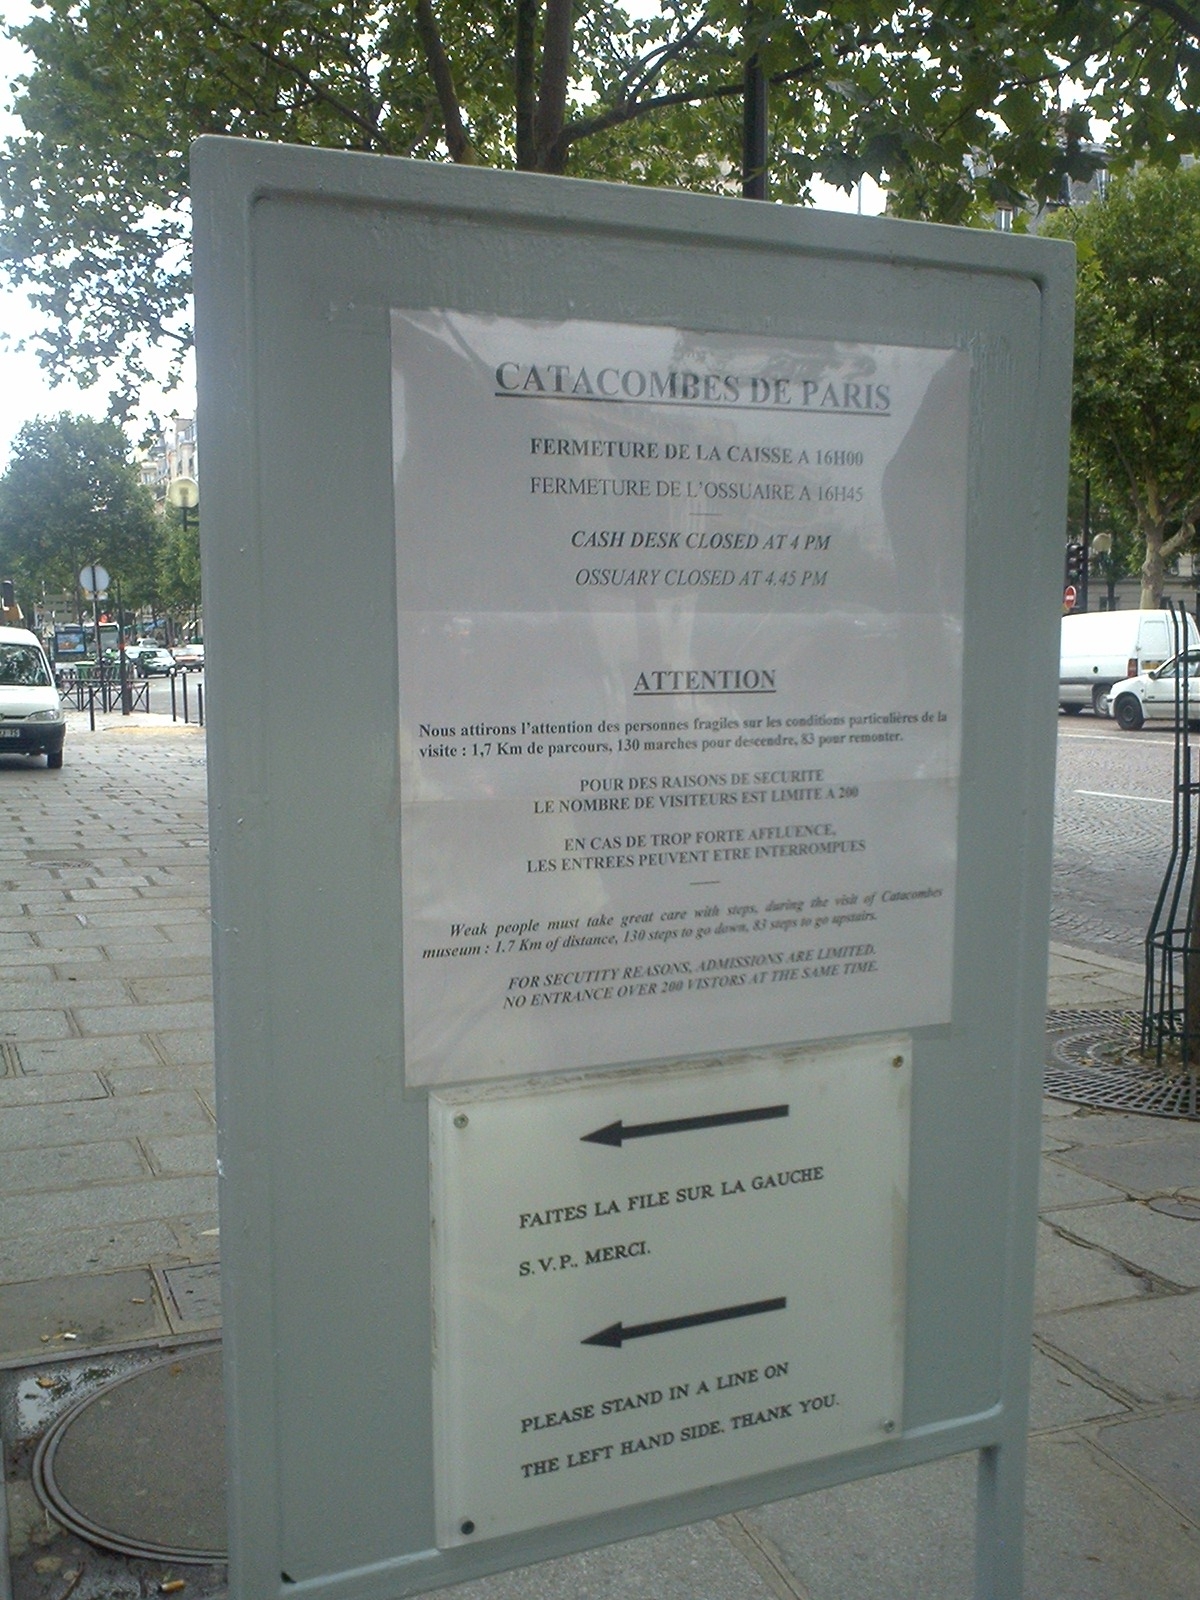 CATACOMBES DE PARIS
FERMETURE DE LA CAISSE A 16H00
FERMETURE DE L'OSSUAIRE A 16H45
CASH DESK CLOSED AT 4 PM
OSSUARY CLOSED AT 4.45 PM
ATTENTION
Nous attirons l'attention des personnes fragiles sur les conditions particulières de la
visite : 1,7 Km de parcours, 130 marches pour descendre, 83 pour remonter.
POUR DES RAISONS DE SECURITE
LE NOMBRE DE VISITEURS EST LIMITE A 200
EN CAS DE TROP FORTE AFFLUENCE,
LES ENTREES PEUVENT ETRE INTERROMPUES
Weak people must take great care with steps, during the visit of Catacombes
museum : 1.7 Km of distance, 130 steps to go down, 83 steps to go upstairs.
FOR SECUTITY REASONS, ADMISSIONS ARE LIMITED.
NO ENTRANCE OVER 200 VISTORS AT THE SAME TIME.
FAITES LA FILE SUR LA GAUCHE
S.V.P.. MERCI.
PLEASE STAND IN A LINE ON
THE LEFT HAND SIDE. THANK YOU.